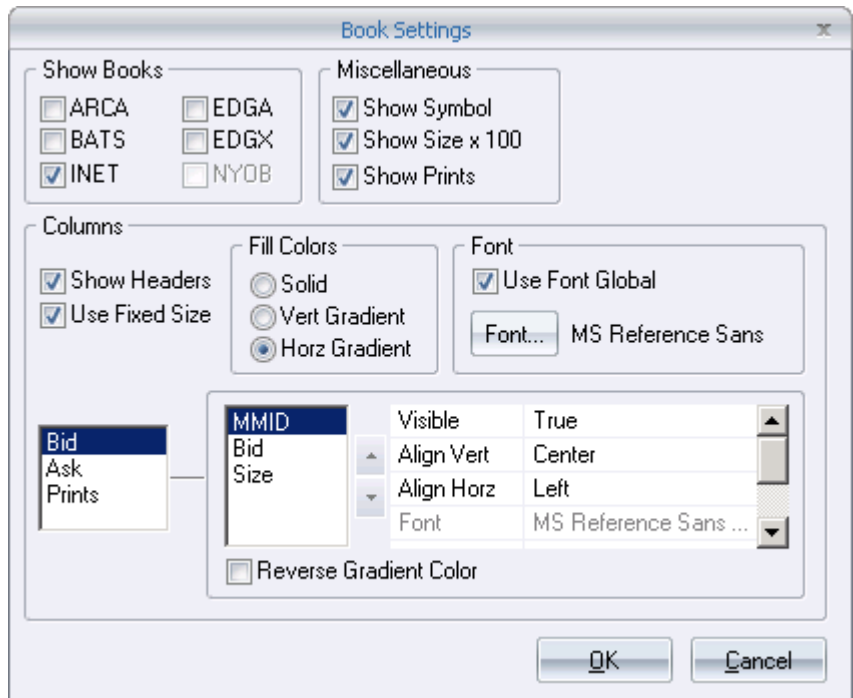 Book Settings x
Show Books
ARCA EDGA
BATS EDGX
INET NYOB
Miscellaneous
Show Symbol
Show Size x 100
Show Prints
Columns
Show Headers
Use Fixed Size
Fill Colors
Solid
Vert Gradient
Horz Gradient
Font
Use Font Global
Font... MS Reference Sans
Bid
Ask
Prints
MMID
Bid
Size
Visible True
Align Vert Center
Align Horz Left
Font MS Reference Sans ...
Reverse Gradient Color
OK Cancel